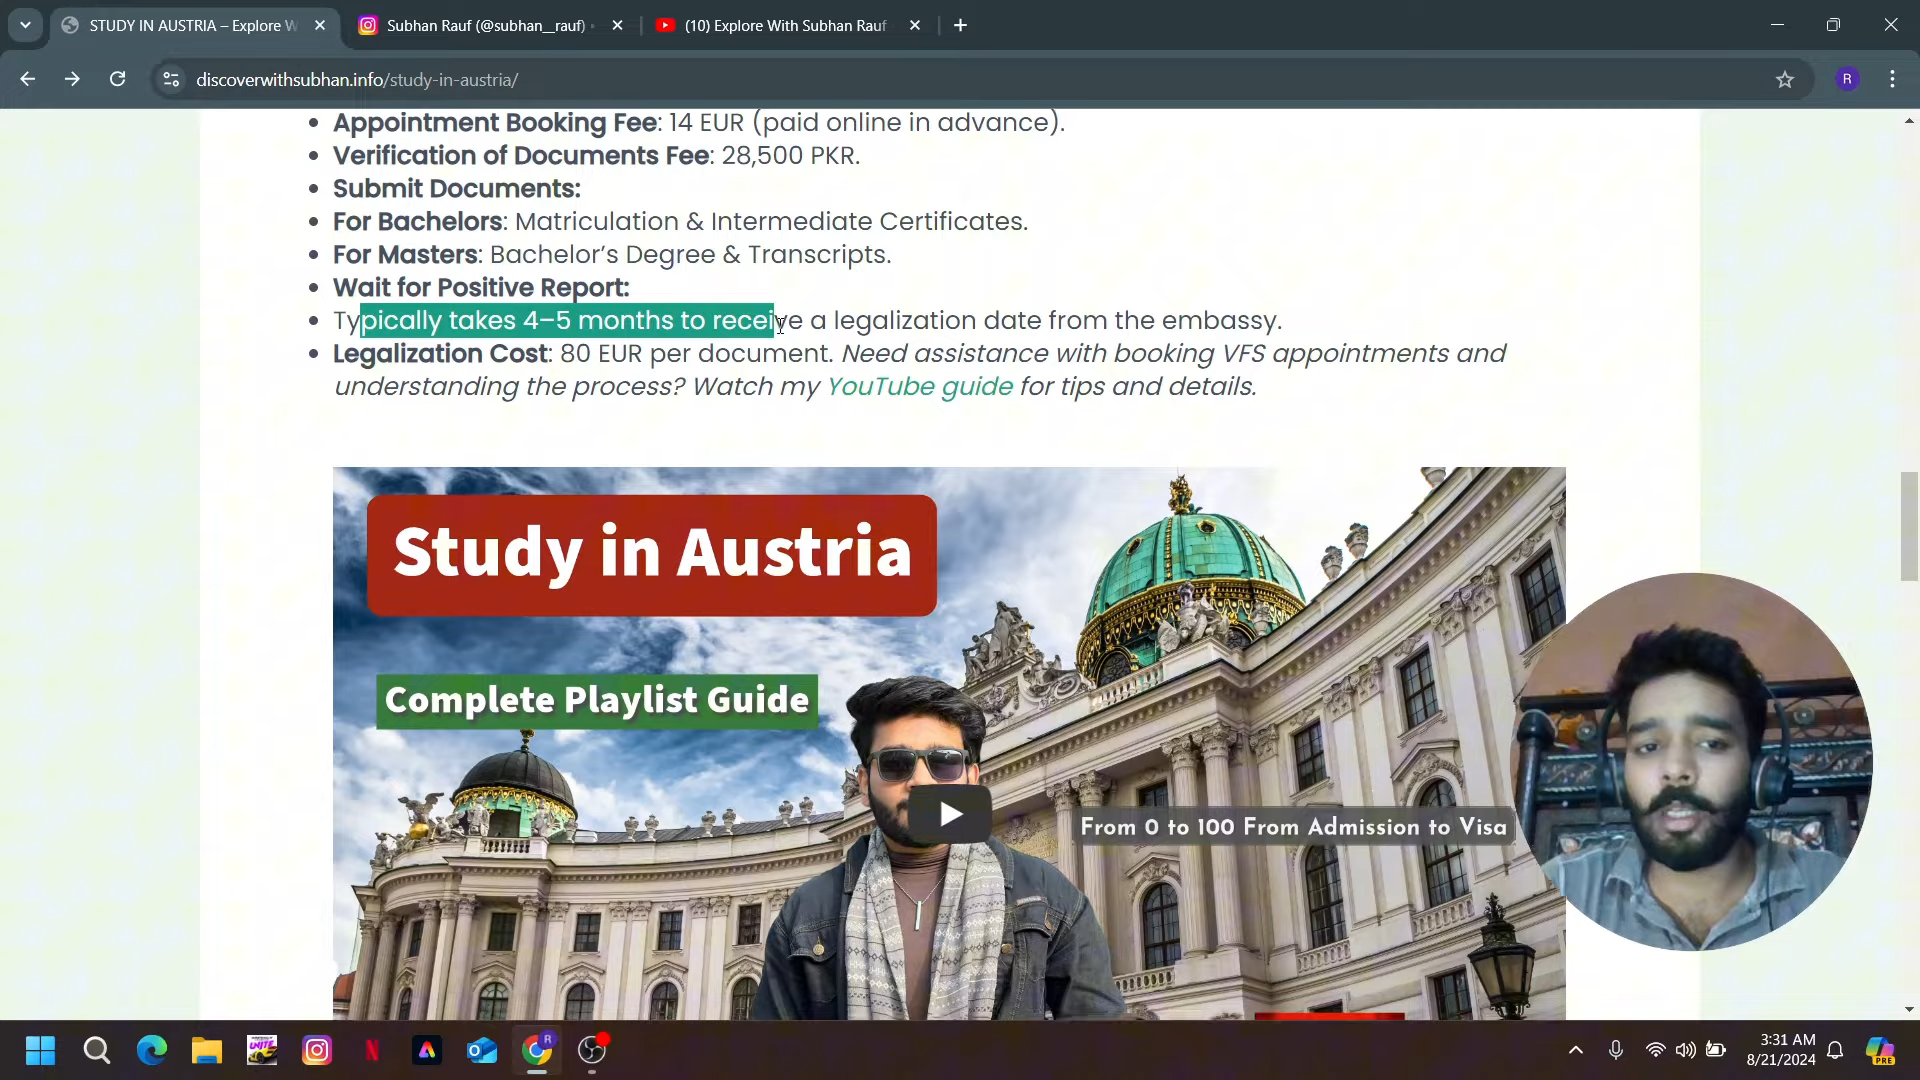 STUDY IN AUSTRIA – Explore W
Subhan Rauf (@subhan__rauf) •
(10) Explore With Subhan Rauf
discoverwithsubhan.info/study-in-austria/
R
Appointment Booking Fee: 14 EUR (paid online in advance).
Verification of Documents Fee: 28,500 PKR.
Submit Documents:
For Bachelors: Matriculation & Intermediate Certificates.
For Masters: Bachelor’s Degree & Transcripts.
Wait for Positive Report:
Typically takes 4–5 months to receive a legalization date from the embassy.
Legalization Cost: 80 EUR per document. Need assistance with booking VFS appointments and
understanding the process? Watch my YouTube guide for tips and details.
Study in Austria
Complete Playlist Guide
From 0 to 100 From Admission to Visa
UNITE
R
3:31 AM
8/21/2024
PRE